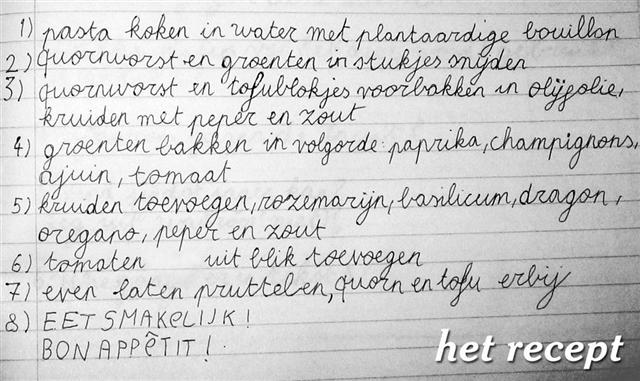 1) pasta koken in water met plantaardige bouillon
2) quornworst en groenten in stukjes snijden
3) quornworst en tofublokjes voorbakken in olijfolie,
kruiden met peper en zout
4) groenten bakken in volgorde: paprika, champignons,
ajuin, tomaat
5) kruiden toevoegen, rozemarijn, basilicum, dragon,
oregano, peper en zout
6) tomaten uit blik toevoegen
7) even laten pruttelen, quorn en tofu erbij
8) EET SMAKELIJK!
BON APPÊTIT!
het recept